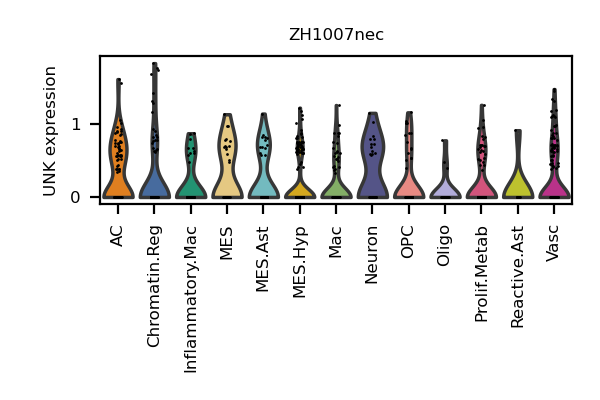 ZH1007nec
UNK expression
1
0
AC
Chromatin.Reg
Inflammatory.Mac
MES
MES.Ast
MES.Hyp
Mac
Neuron
OPC
Oligo
Prolif.Metab
Reactive.Ast
Vasc